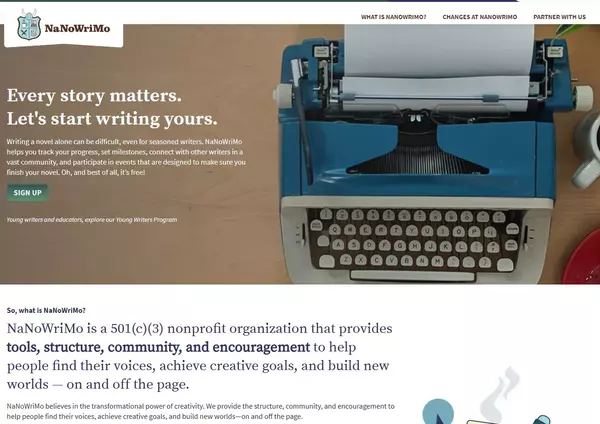 NaNoWriMo
WHAT IS NANOWRIMO? CHANGES AT NANOWRIMO PARTNER WITH US
Every story matters.
Let's start writing yours.
Writing a novel alone can be difficult, even for seasoned writers. NaNoWriMo
helps you track your progress, set milestones, connect with other writers in a
vast community, and participate in events that are designed to make sure you
finish your novel. Oh, and best of all, it's free!
SIGN UP
Young writers and educators, explore our Young Writers Program
So, what is NaNoWriMo?
NaNoWriMo is a 501(c)(3) nonprofit organization that provides
tools, structure, community, and encouragement to help
people find their voices, achieve creative goals, and build new
worlds — on and off the page.
NaNoWriMo believes in the transformational power of creativity. We provide the structure, community, and encouragement to
help people find their voices, achieve creative goals, and build new worlds—on and off the page.